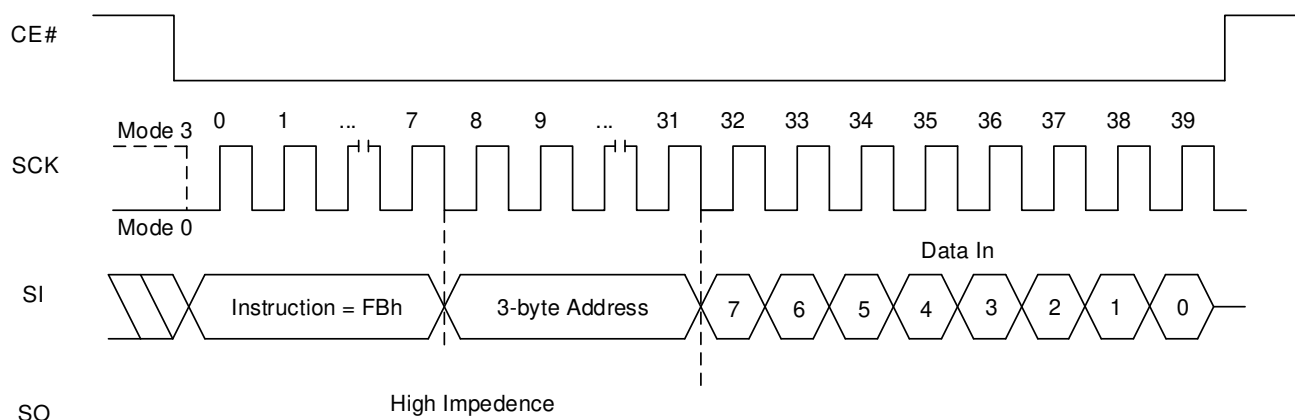 CE#
Mode 3 0 1 ... 7 8 9 ... 31 32 33 34 35 36 37 38 39
SCK
Mode 0
Data In
SI Instruction = FBh 3-byte Address 7 6 5 4 3 2 1 0
High Impedence
SO